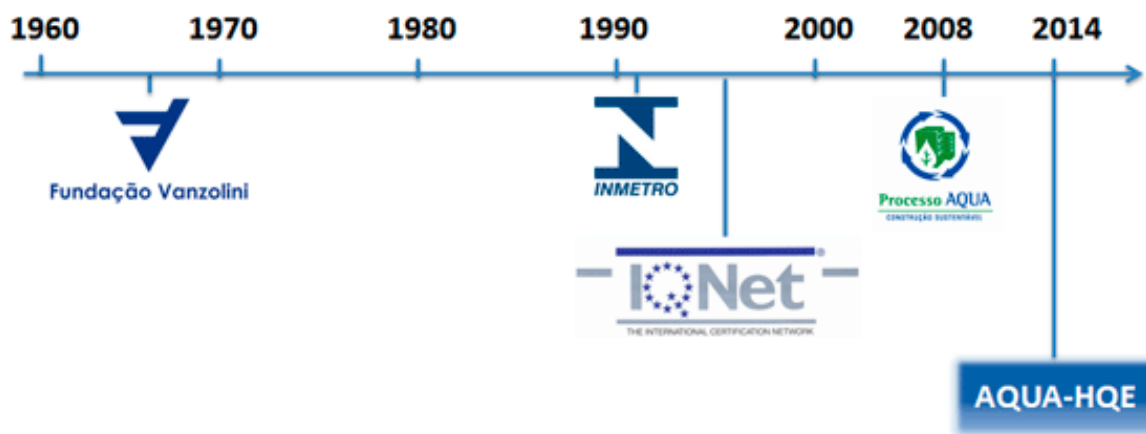 1960 1970 1980 1990 2000 2008 2014
Fundação Vanzolini
INMETRO
Processo AQUA
CONSTRUÇÃO SUSTENTÁVEL
IQNet ®
THE INTERNATIONAL CERTIFICATION NETWORK
AQUA-HQE